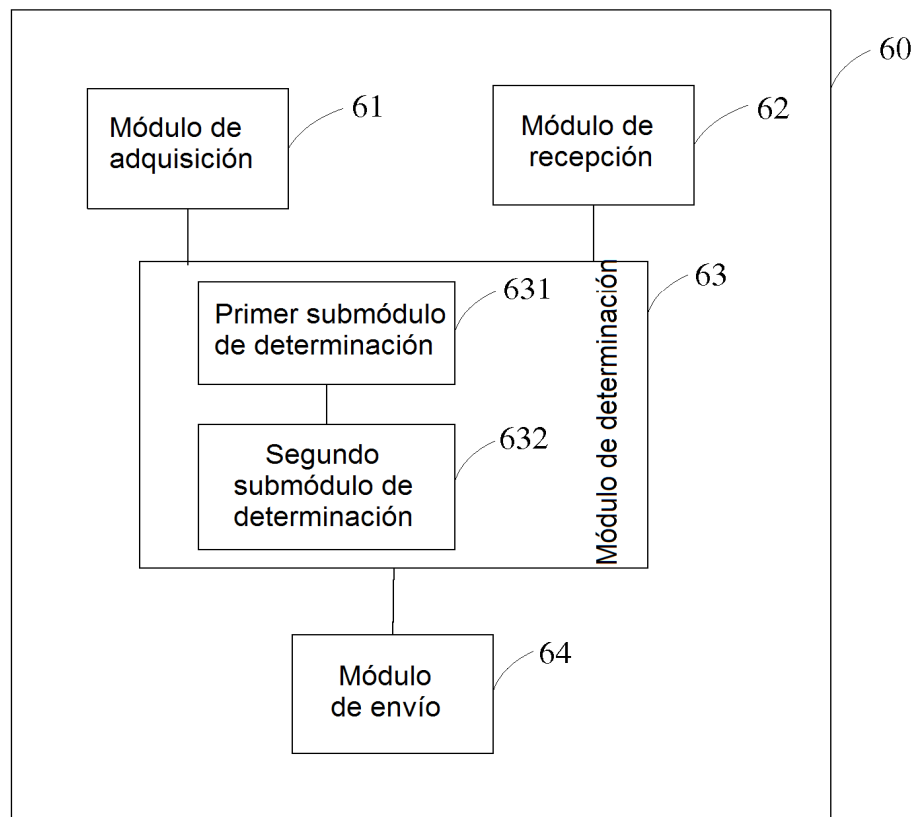 60
61
Módulo de
adquisición
62
Módulo de
recepción
63
Módulo de determinación
631
Primer submódulo
de determinación
632
Segundo
submódulo de
determinación
64
Módulo
de envío